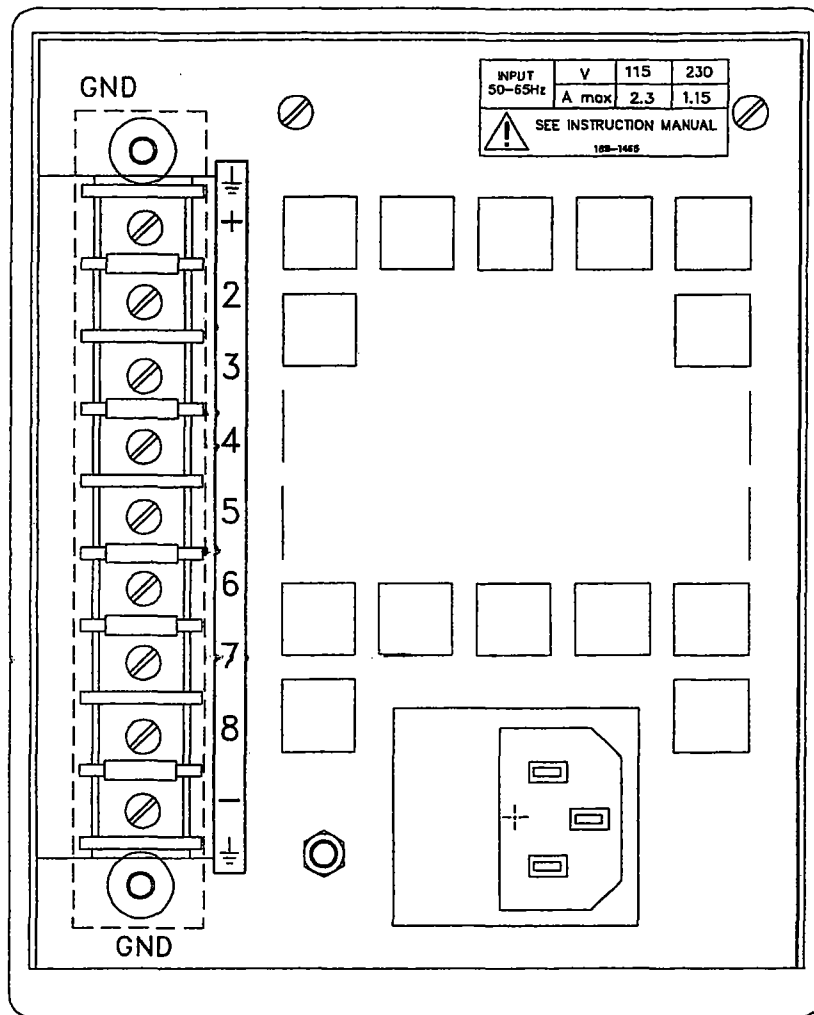 GND
INPUT 50-65Hz V 115 230
A max 2.3 1.15
SEE INSTRUCTION MANUAL
+
2
3
4
5
6
7
8
-
GND